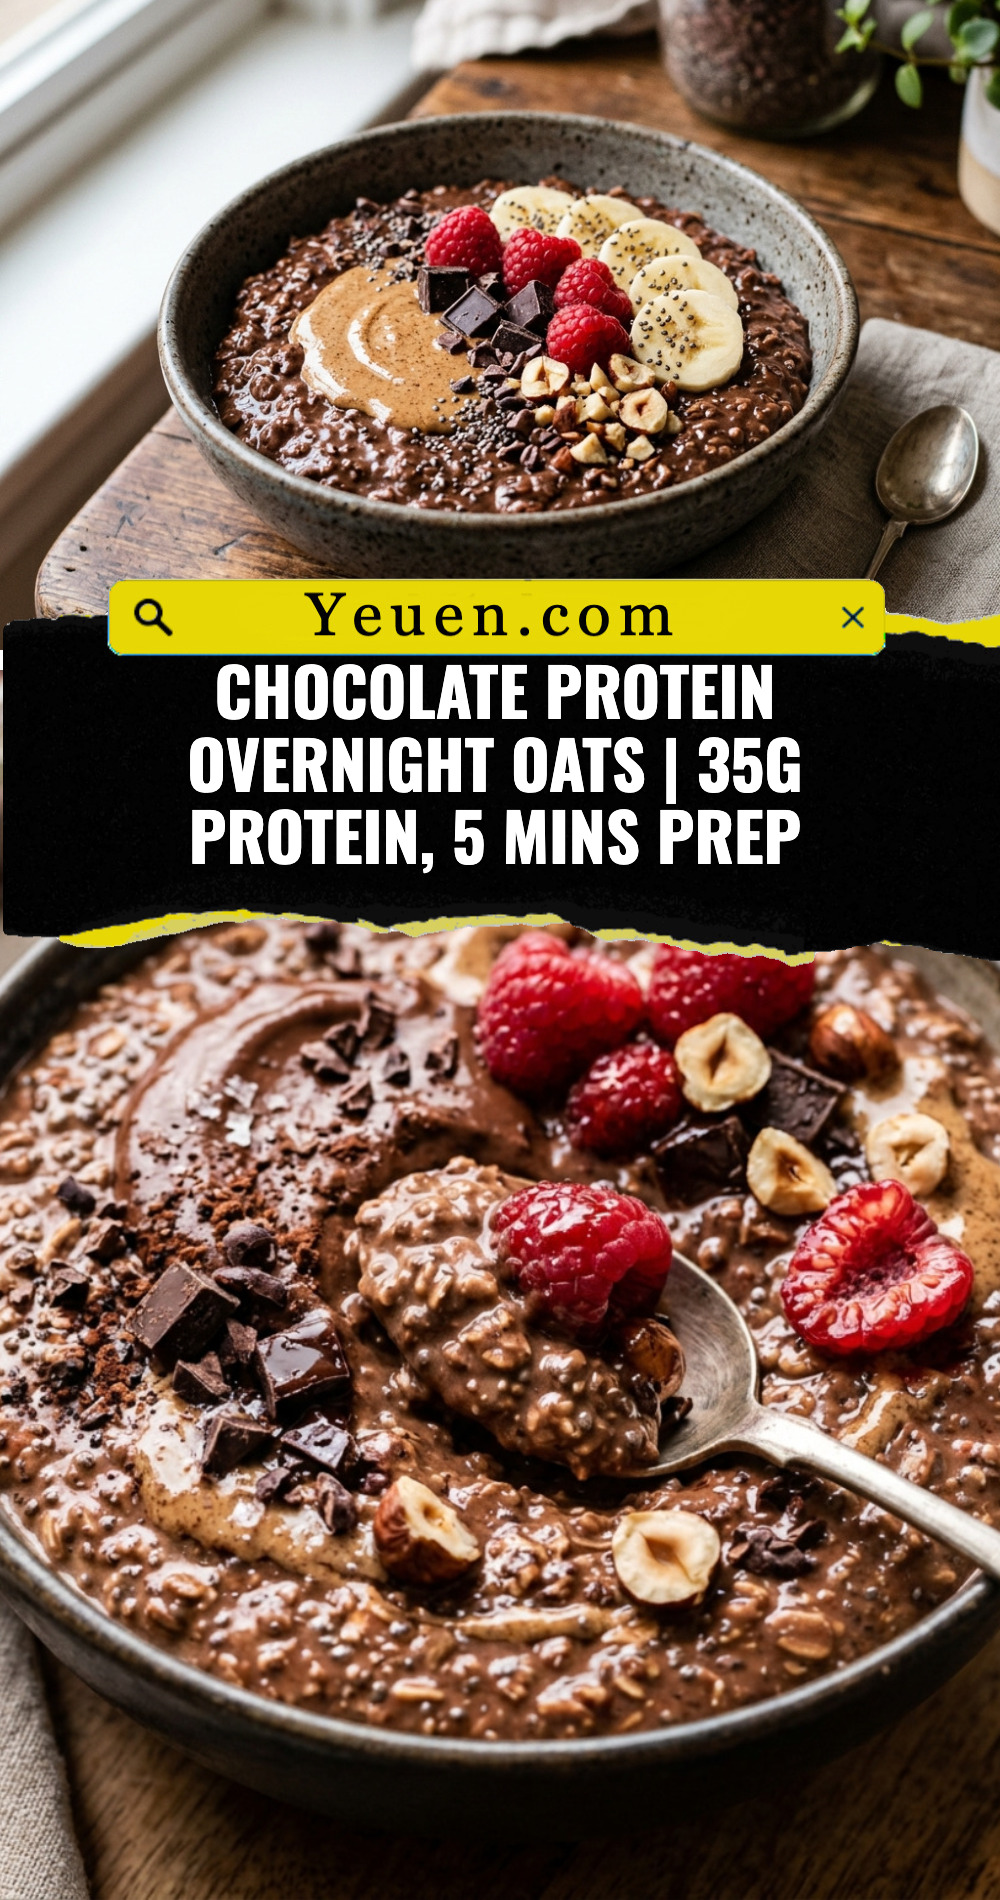 Yeuen.com
CHOCOLATE PROTEIN
OVERNIGHT OATS | 35G
PROTEIN, 5 MINS PREP